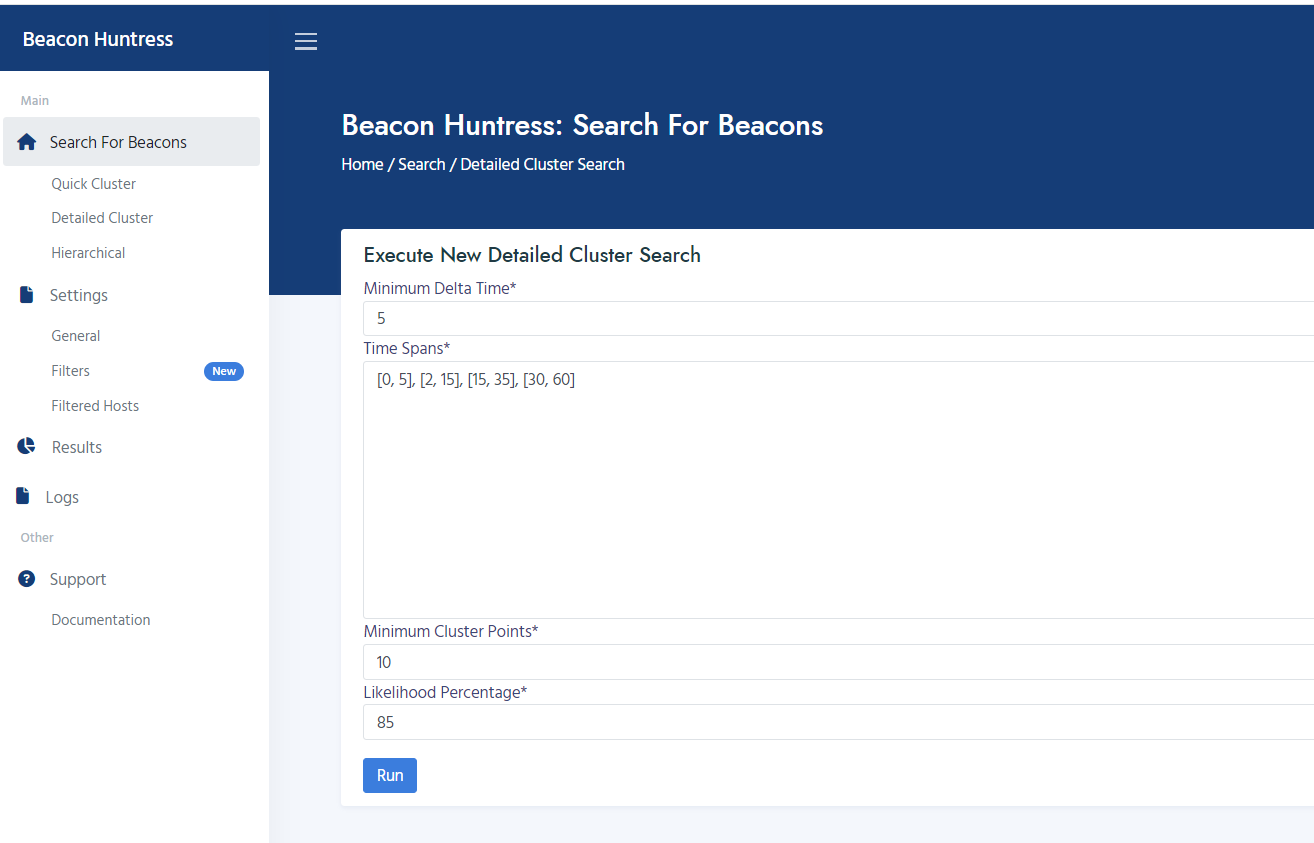 Beacon Huntress
Main
Search For Beacons
Quick Cluster
Detailed Cluster
Hierarchical
Settings
General
Filters
New
Filtered Hosts
Results
Logs
Other
Support
Documentation
Beacon Huntress: Search For Beacons
Home / Search / Detailed Cluster Search
Execute New Detailed Cluster Search
Minimum Delta Time*
5
Time Spans*
[0, 5], [2, 15], [15, 35], [30, 60]
Minimum Cluster Points*
10
Likelihood Percentage*
85
Run